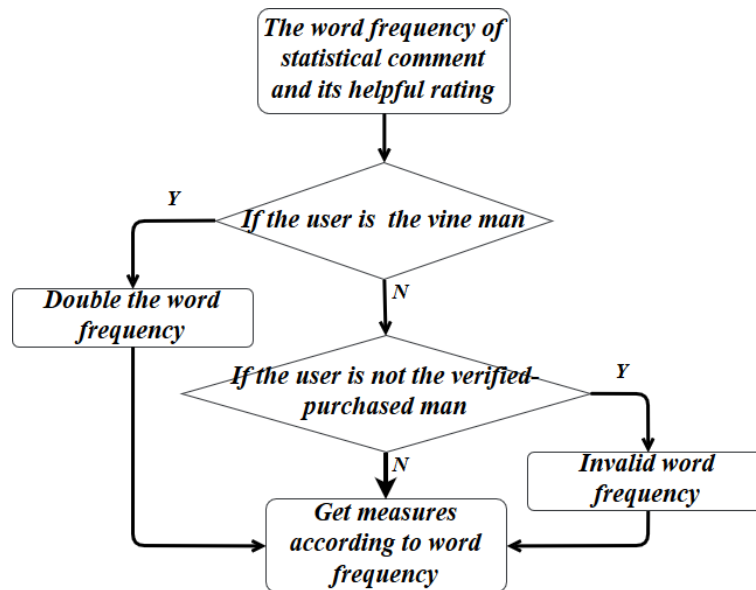 The word frequency of
statistical comment
and its helpful rating
Y
If the user is the vine man
Double the word
frequency
N
If the user is not the verified-
purchased man
Y
N
Invalid word
frequency
Get measures
according to word
frequency